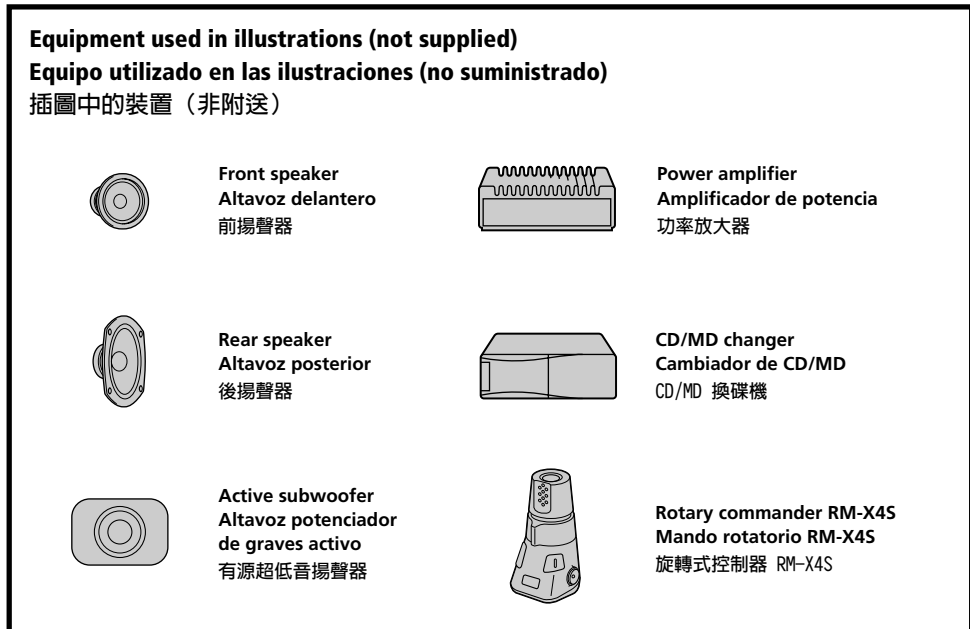 Equipment used in illustrations (not supplied)
Equipo utilizado en las ilustraciones (no suministrado)
插圖中的裝置（非附送）
Front speaker
Altavoz delantero
前揚聲器
Power amplifier
Amplificador de potencia
功率放大器
Rear speaker
Altavoz posterior
後揚聲器
CD/MD changer
Cambiador de CD/MD
CD/MD 換碟機
Active subwoofer
Altavoz potenciador
de graves activo
有源超低音揚聲器
Rotary commander RM-X4S
Mando rotatorio RM-X4S
旋轉式控制器 RM-X4S